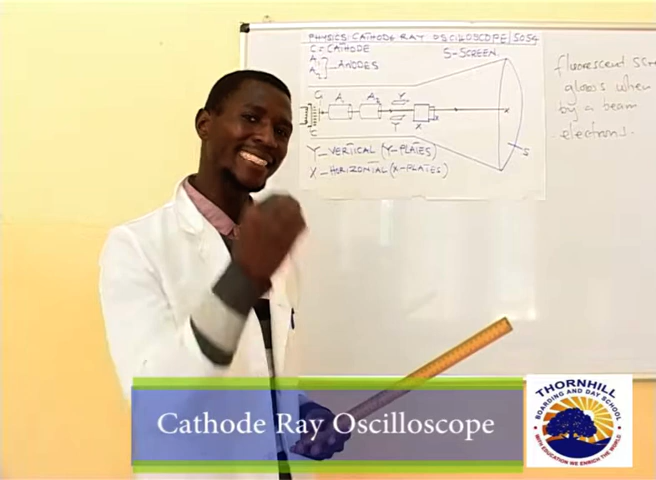 PHYSICS: CATHODE RAY OSCILOSCOPE/5054
C = CATHODE
S-SCREEN.
A₁
A₂
ANODES
fluorescent
glows when
by a beam
electrons.
G
A₁
A₂
Y
C
Y
X
X
Y-VERTICAL (Y-PLATES)
S
X-HORIZONTAL (X-PLATES)
Cathode Ray Oscilloscope
THORNHILL
BOARDING AND DAY SCHOOL
WITH EDUCATION WE ENRICH THE WORLD